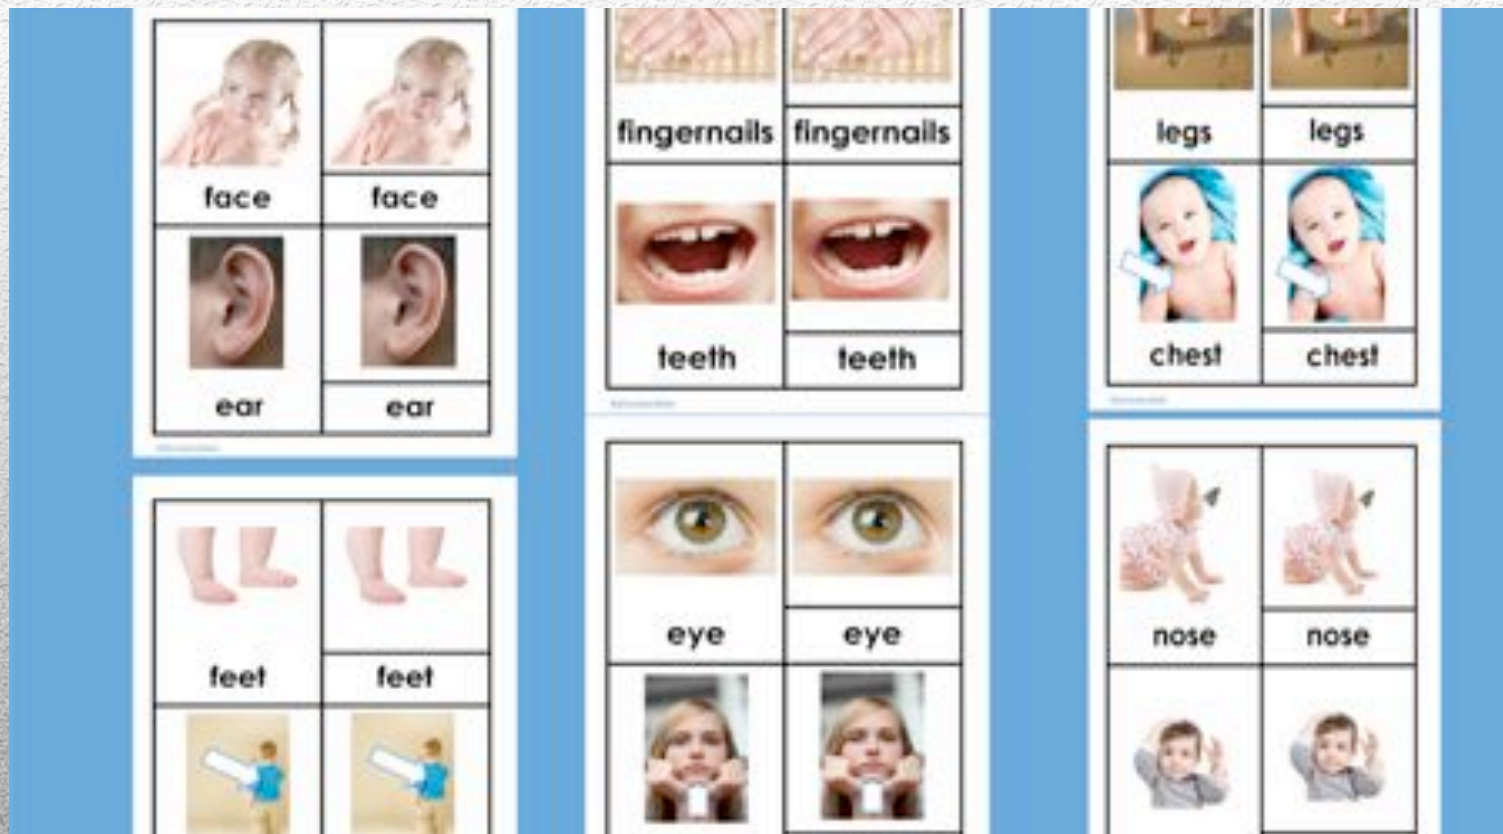 face face
ear ear
feet feet
fingernails fingernails
teeth teeth
eye eye
legs legs
chest chest
nose nose